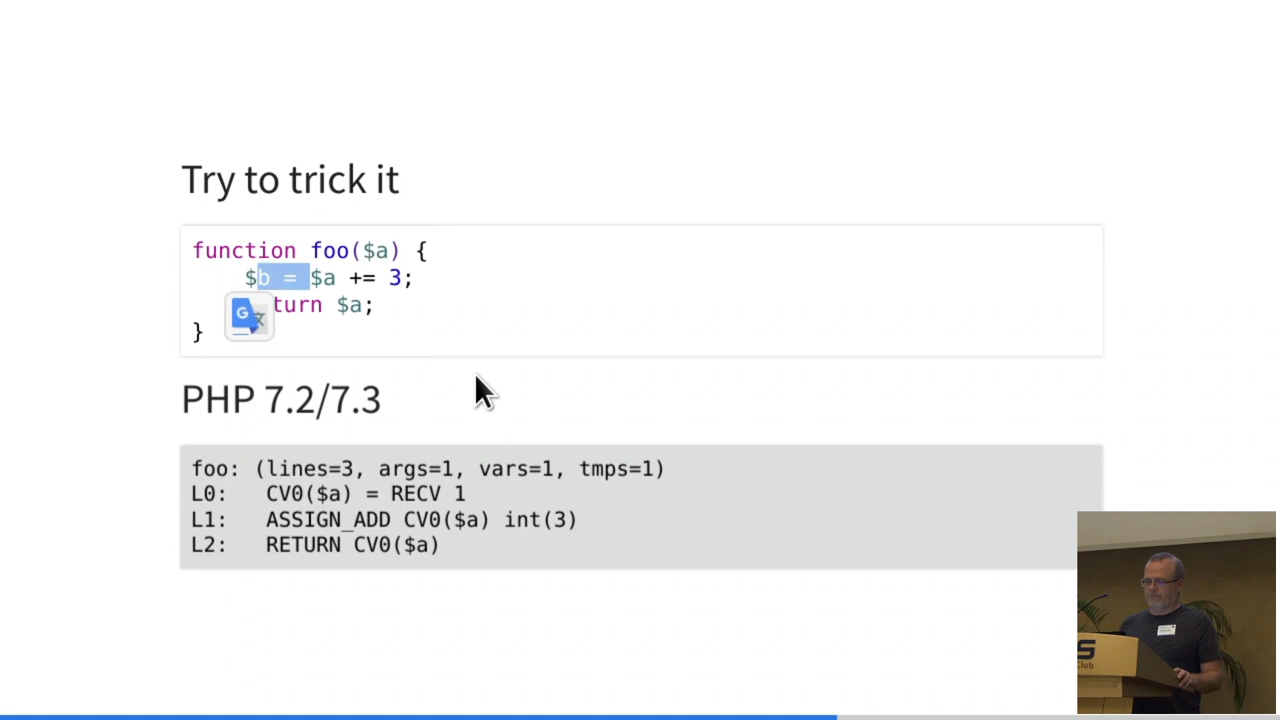 Try to trick it
function foo($a) {
$b = $a += 3;
turn $a;
}
PHP 7.2/7.3
foo: (lines=3, args=1, vars=1, tmps=1)
L0: CV0($a) = RECV 1
L1: ASSIGN_ADD CV0($a) int(3)
L2: RETURN CV0($a)
S
Club